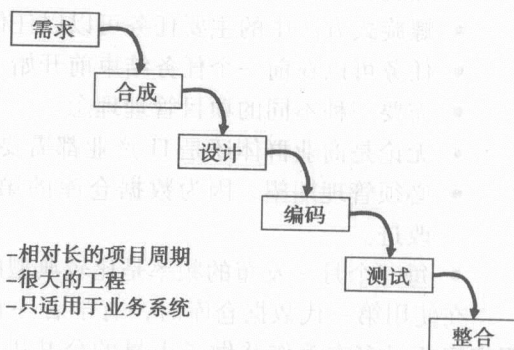 需求
合成
设计
编码
测试
整合
–相对长的项目周期
–很大的工程
–只适用于业务系统